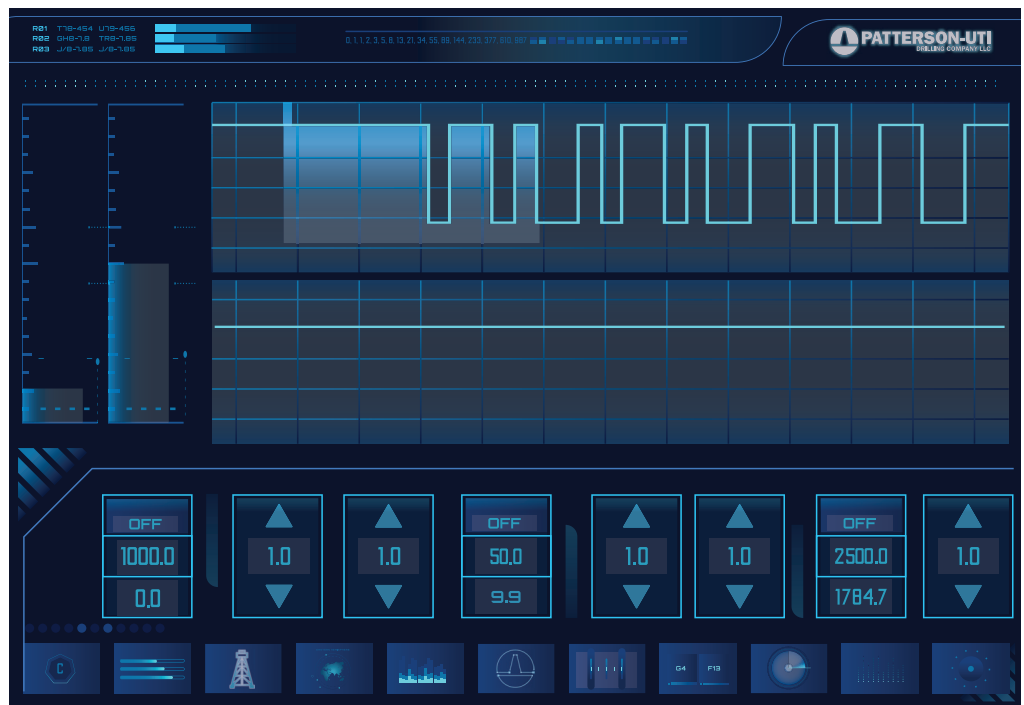 R01 T78-454 U79-456
R02 GH8-7.8 TR8-7.85
R03 J/8-7.85 J/8-7.85
0, 1, 1, 2, 3, 5, 8, 13, 21, 34, 55, 89, 144, 233, 377, 610, 987
PATTERSON-UTI
DRILLING COMPANY LLC
OFF OFF OFF
1000.0 1.0 1.0 50.0 1.0 1.0 2500.0 1.0
0.0 9.9 1784.7
C G4 F13